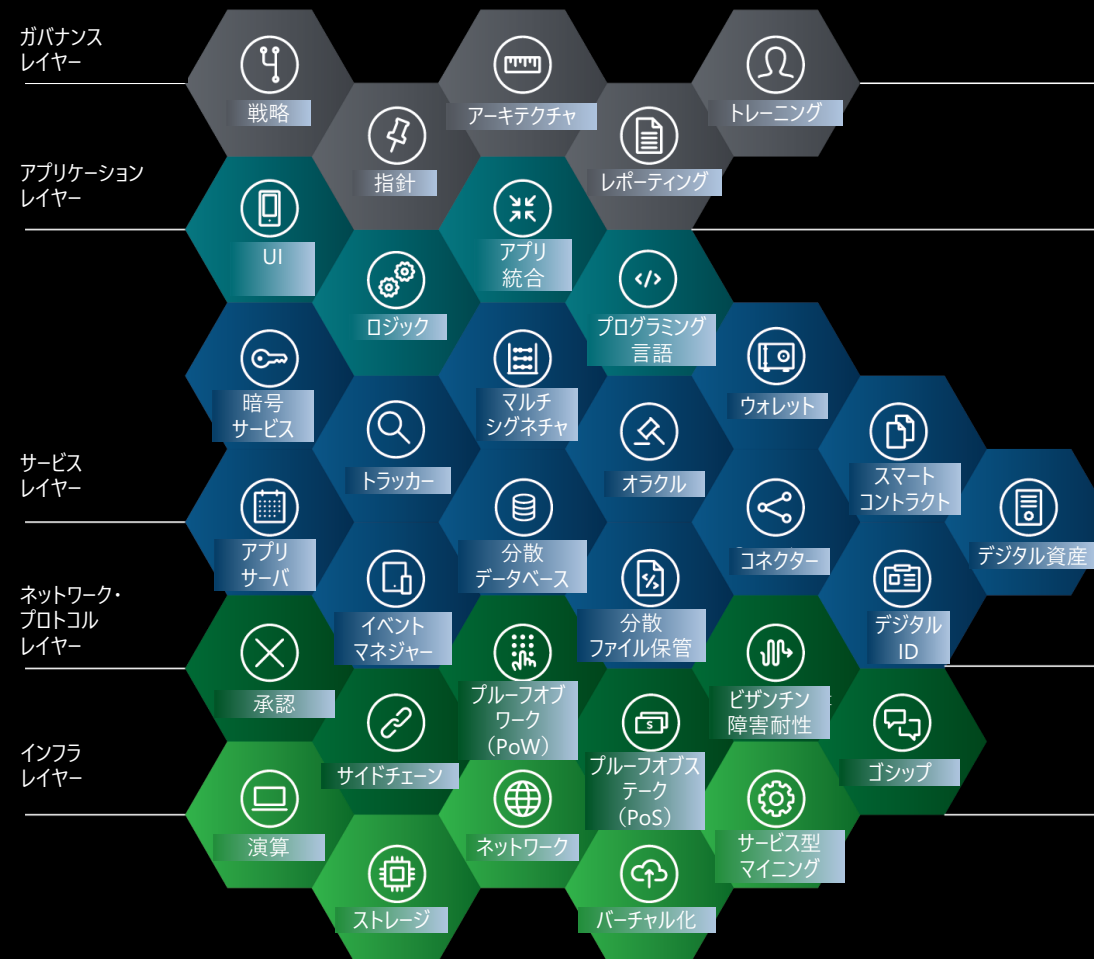 ガバナンス
レイヤー
戦略
アーキテクチャ
トレーニング
指針
レポーティング
アプリケーション
レイヤー
UI
アプリ
統合
ロジック
プログラミング
言語
サービス
レイヤー
暗号
サービス
マルチ
シグネチャ
ウォレット
トラッカー
オラクル
スマート
コントラクト
アプリ
サーバ
分散
データベース
コネクター
デジタル資産
イベント
マネジャー
分散
ファイル保管
デジタル
ID
ネットワーク・
プロトコル
レイヤー
承認
プルーフオブ
ワーク
（PoW）
ビザンチン
障害耐性
サイドチェーン
プルーフオブス
テーク
（PoS）
ゴシップ
インフラ
レイヤー
演算
ネットワーク
サービス型
マイニング
ストレージ
バーチャル化